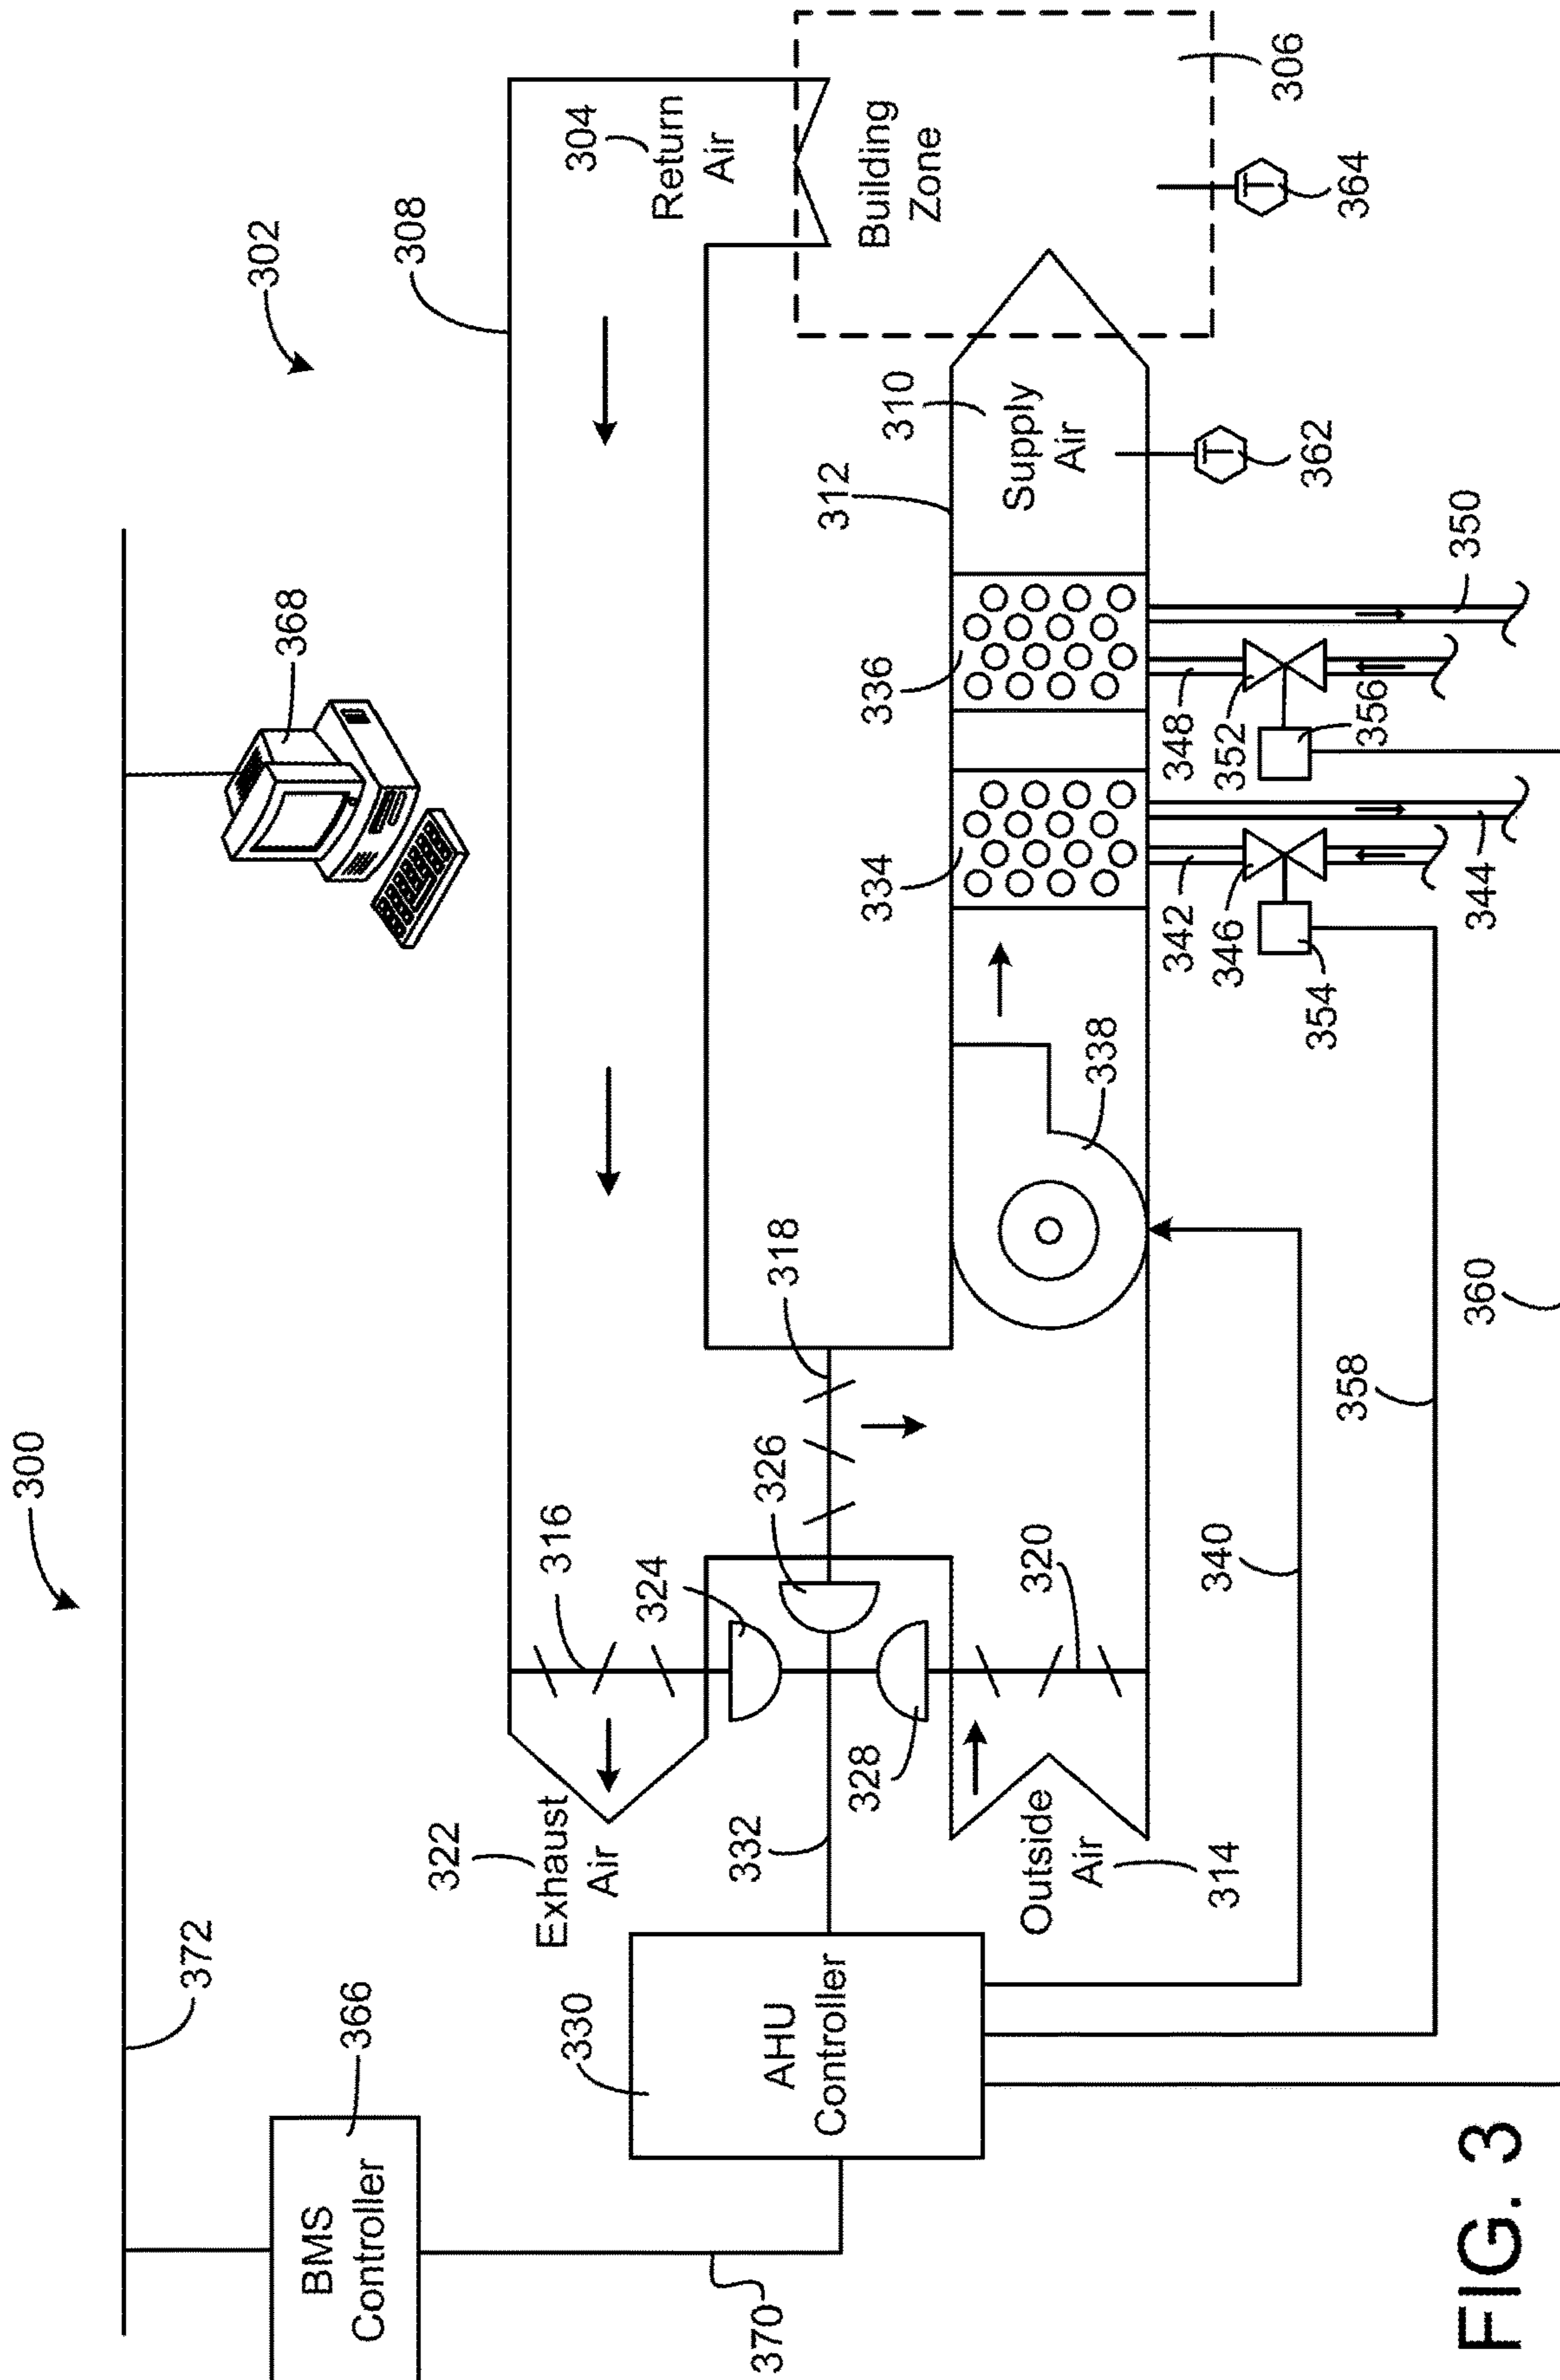 300
372
368
302
366
BMS
Controller
370
308
304
Return
Air
322
Exhaust
Air
316
324
318
326
330
AHU
Controller
332
328
Building
Zone
306
312
310
334
336
Supply
Air
338
320
Outside
Air
314
364
362
342
346
348
352
340
354
356
358
344
350
360
T
T
FIG. 3